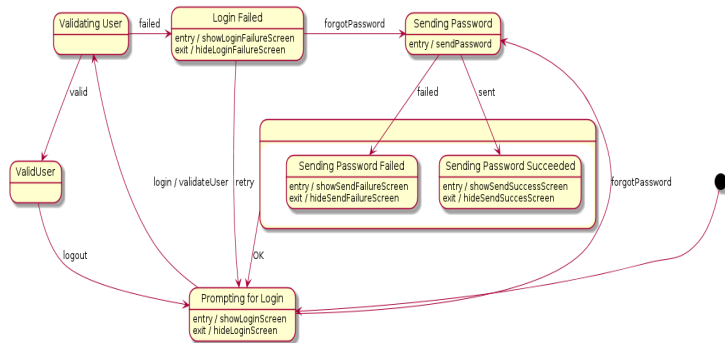 Validating User
failed
Login Failed
entry / showLoginFailureScreen
exit / hideLoginFailureScreen
forgotPassword
Sending Password
entry / sendPassword
valid
failed
sent
ValidUser
login / validateUser
retry
Sending Password Failed
entry / showSendFailureScreen
exit / hideSendFailureScreen
Sending Password Succeeded
entry / showSendSuccessScreen
exit / hideSendSuccesScreen
forgotPassword
logout
OK
Prompting for Login
entry / showLoginScreen
exit / hideLoginScreen